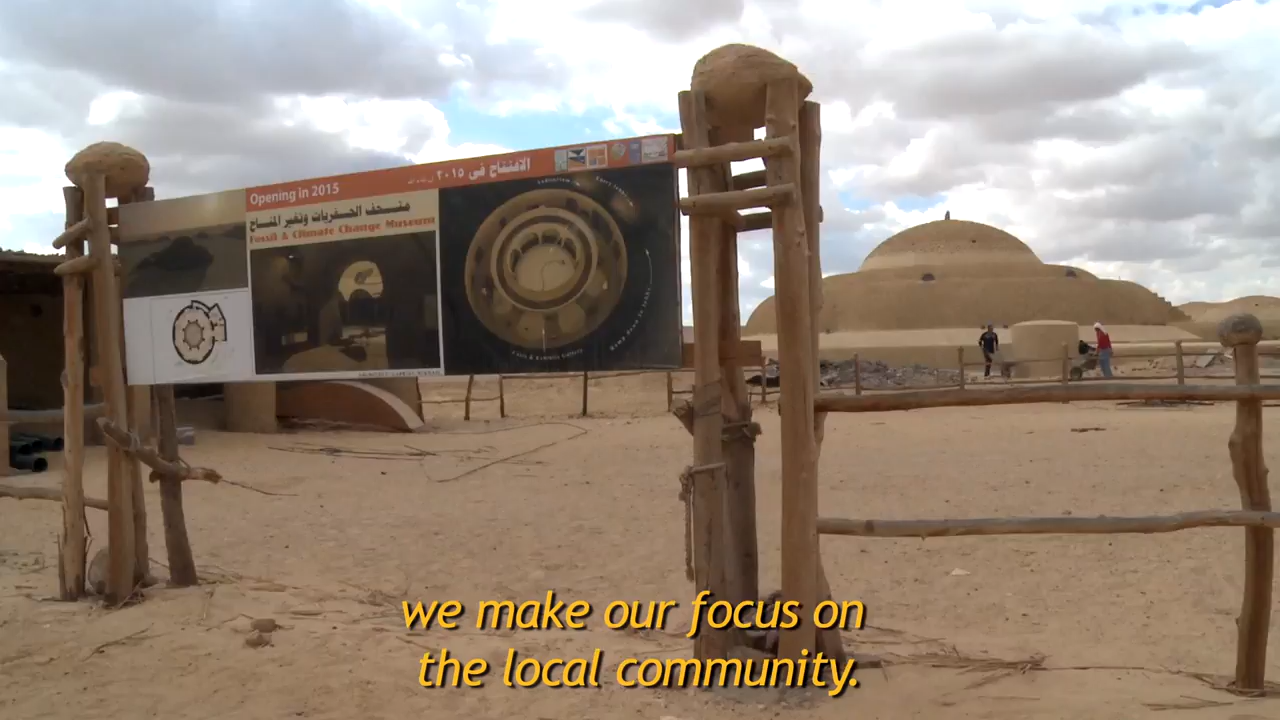 Opening in 2015
الافتتاح فى ٢٠١٥
متحف الحفريات وتغير المناخ
Fossil & Climate Change Museum
we make our focus on
the local community.